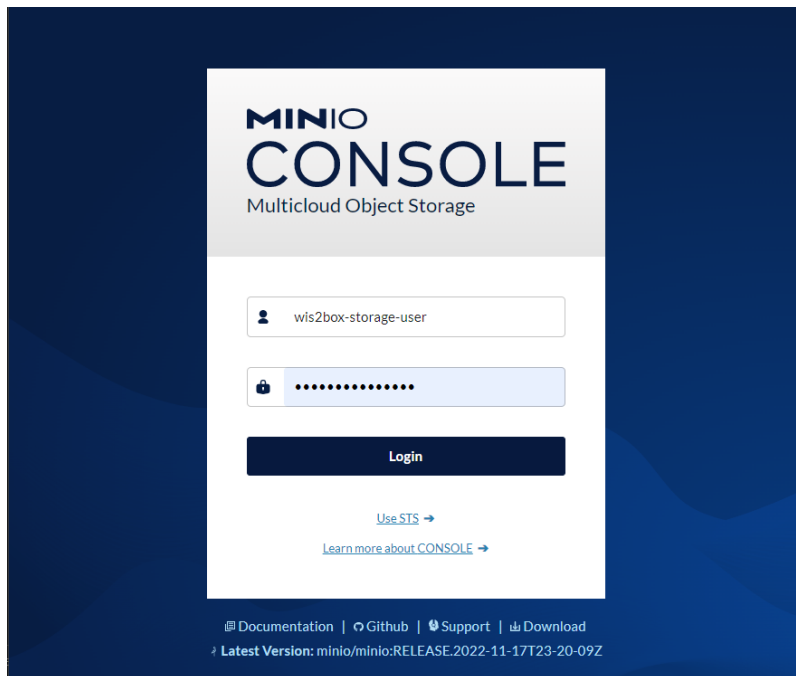 MINIO
CONSOLE
Multicloud Object Storage
wis2box-storage-user
•••••••••••••••
Login
Use STS ➔
Learn more about CONSOLE ➔
Documentation | Github | Support | Download
Latest Version: minio/minio:RELEASE.2022-11-17T23-20-09Z